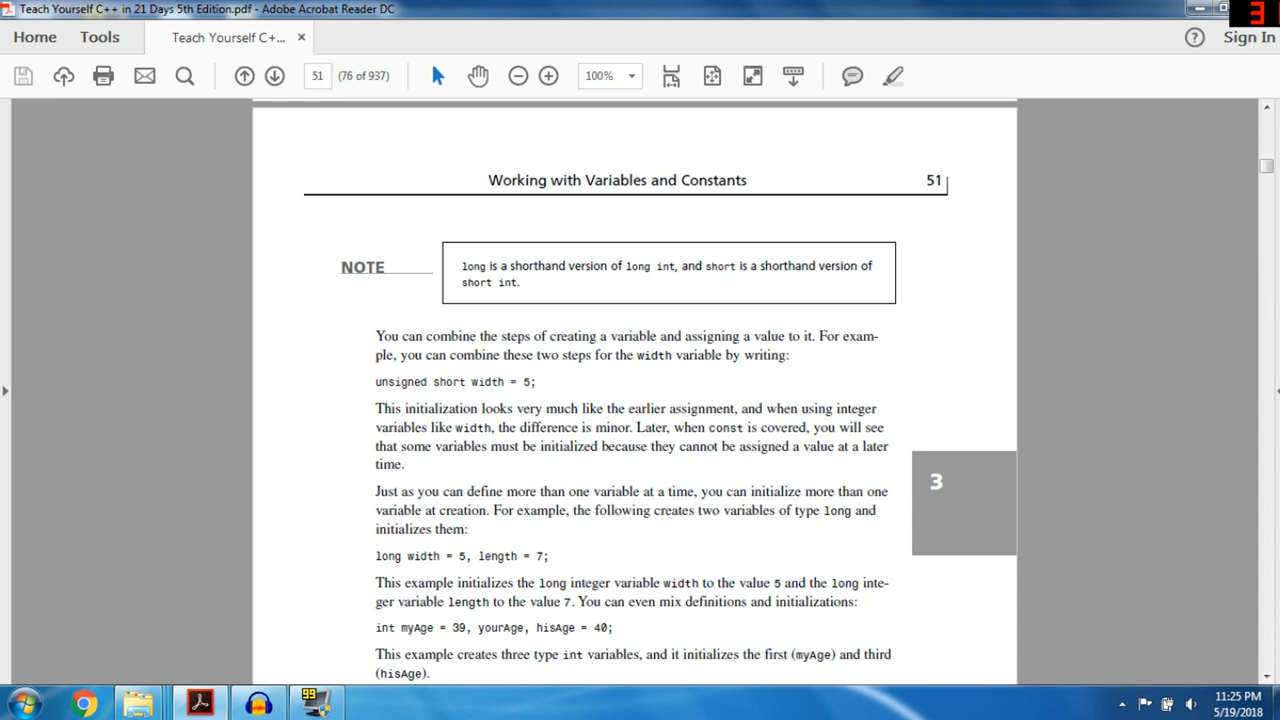 Teach Yourself C++ in 21 Days 5th Edition.pdf - Adobe Acrobat Reader DC
Home Tools Teach Yourself C+... × ? Sign In
51 (76 of 937) 100%
Working with Variables and Constants 51
NOTE
long is a shorthand version of long int, and short is a shorthand version of
short int.
You can combine the steps of creating a variable and assigning a value to it. For exam-
ple, you can combine these two steps for the width variable by writing:
unsigned short width = 5;
This initialization looks very much like the earlier assignment, and when using integer
variables like width, the difference is minor. Later, when const is covered, you will see
that some variables must be initialized because they cannot be assigned a value at a later
time.
3
Just as you can define more than one variable at a time, you can initialize more than one
variable at creation. For example, the following creates two variables of type long and
initializes them:
long width = 5, length = 7;
This example initializes the long integer variable width to the value 5 and the long inte-
ger variable length to the value 7. You can even mix definitions and initializations:
int myAge = 39, yourAge, hisAge = 40;
This example creates three type int variables, and it initializes the first (myAge) and third
(hisAge).
99
11:25 PM
5/19/2018